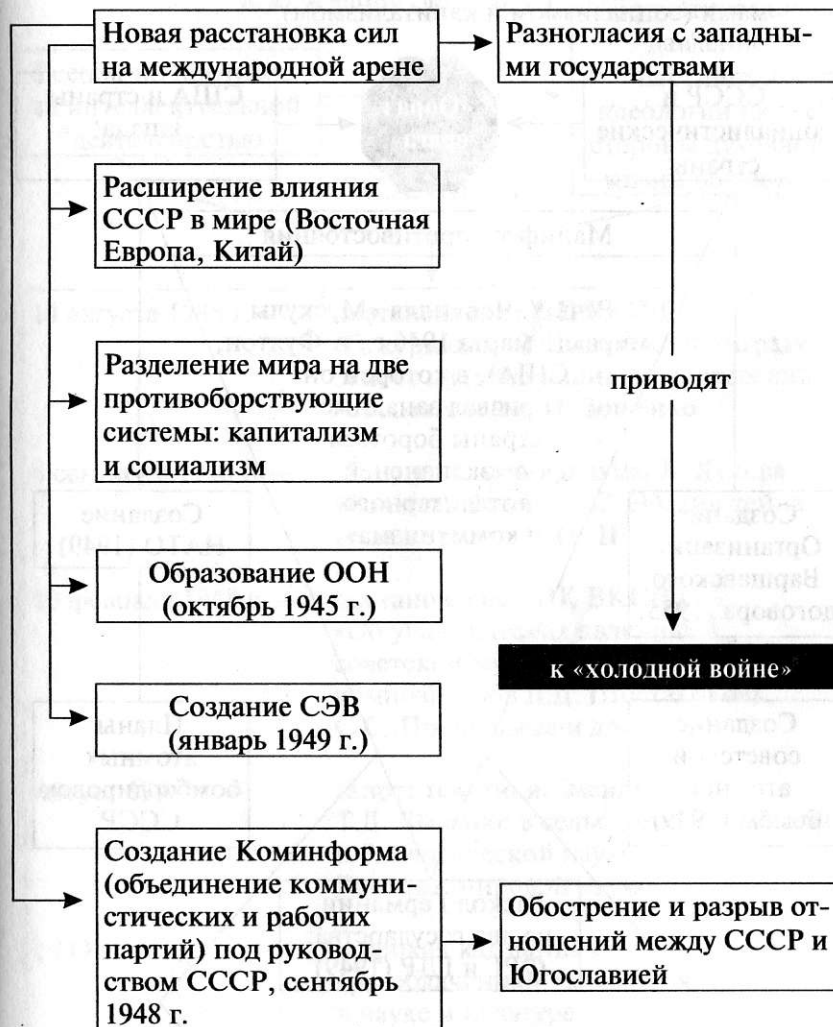 Новая расстановка сил
на международной арене
Разногласия с западны-
ми государствами
Расширение влияния
СССР в мире (Восточная
Европа, Китай)
Разделение мира на две
противоборствующие
системы: капитализм
и социализм
приводят
Образование ООН
(октябрь 1945 г.)
к «холодной войне»
Создание СЭВ
(январь 1949 г.)
Создание Коминформа
(объединение коммуни-
стических и рабочих
партий) под руковод-
ством СССР, сентябрь
1948 г.
Обострение и разрыв от-
ношений между СССР и
Югославией